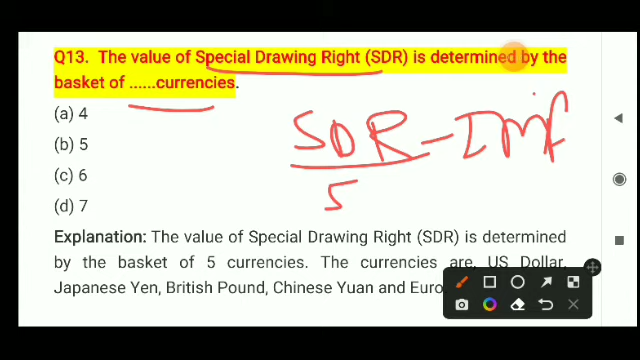 Q13. The value of Special Drawing Right (SDR) is determined by the
basket of ......currencies.
(a) 4
(b) 5
(c) 6
(d) 7
SDR - Imf
5
Explanation: The value of Special Drawing Right (SDR) is determined
by the basket of 5 currencies. The currencies are, US Dollar,
Japanese Yen, British Pound, Chinese Yuan and Euro